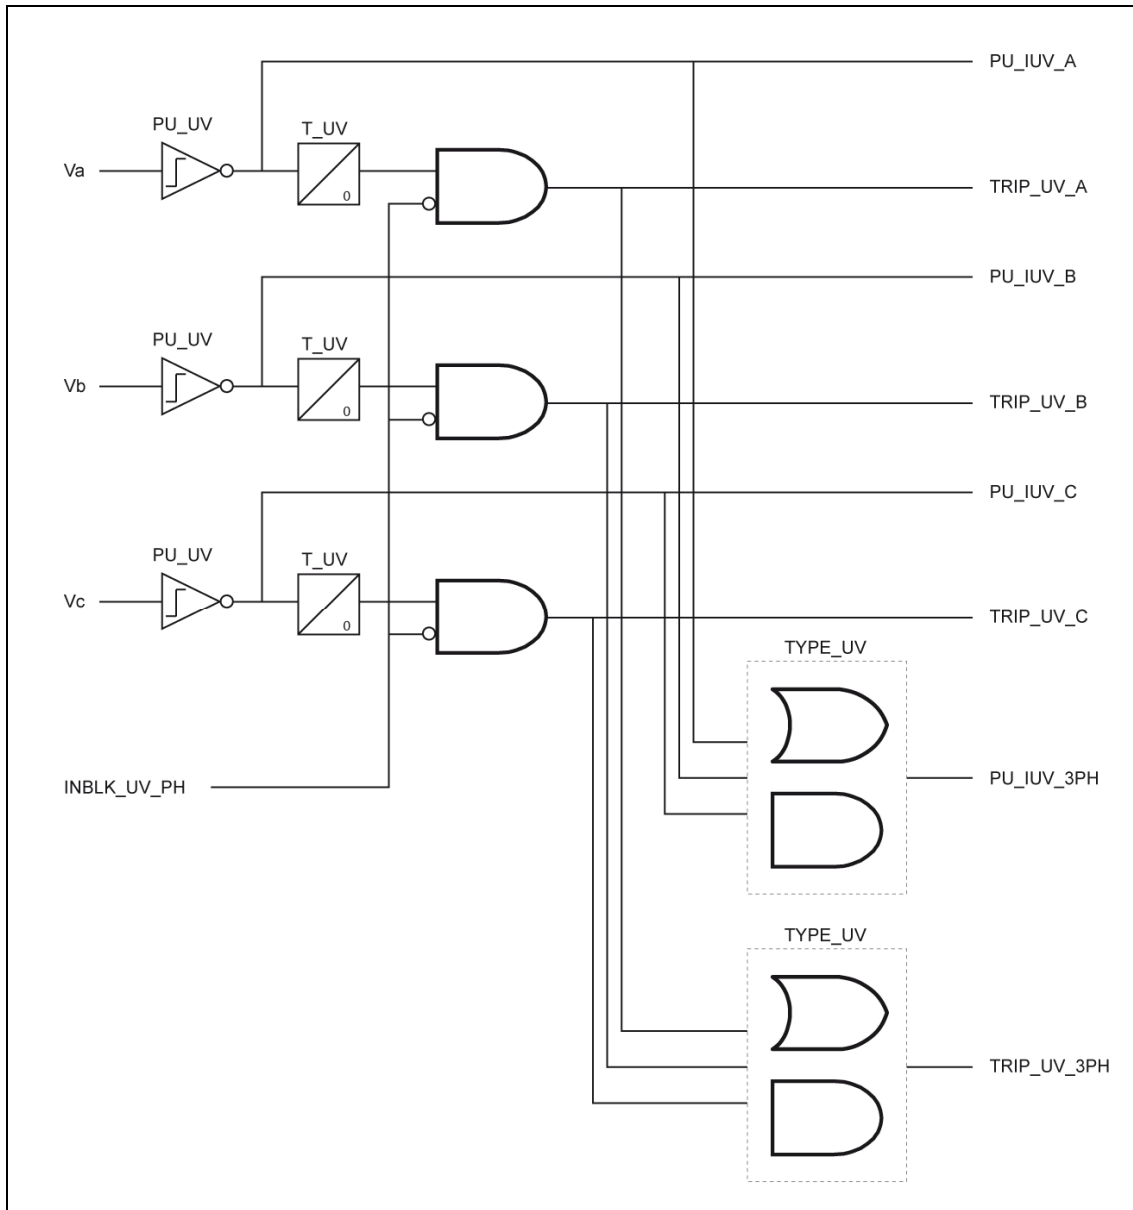 PU_IUV_A
PU_UV
T_UV
Va
0
TRIP_UV_A
PU_IUV_B
PU_UV
T_UV
Vb
0
TRIP_UV_B
PU_IUV_C
PU_UV
T_UV
Vc
0
TRIP_UV_C
TYPE_UV
INBLK_UV_PH
PU_IUV_3PH
TYPE_UV
TRIP_UV_3PH